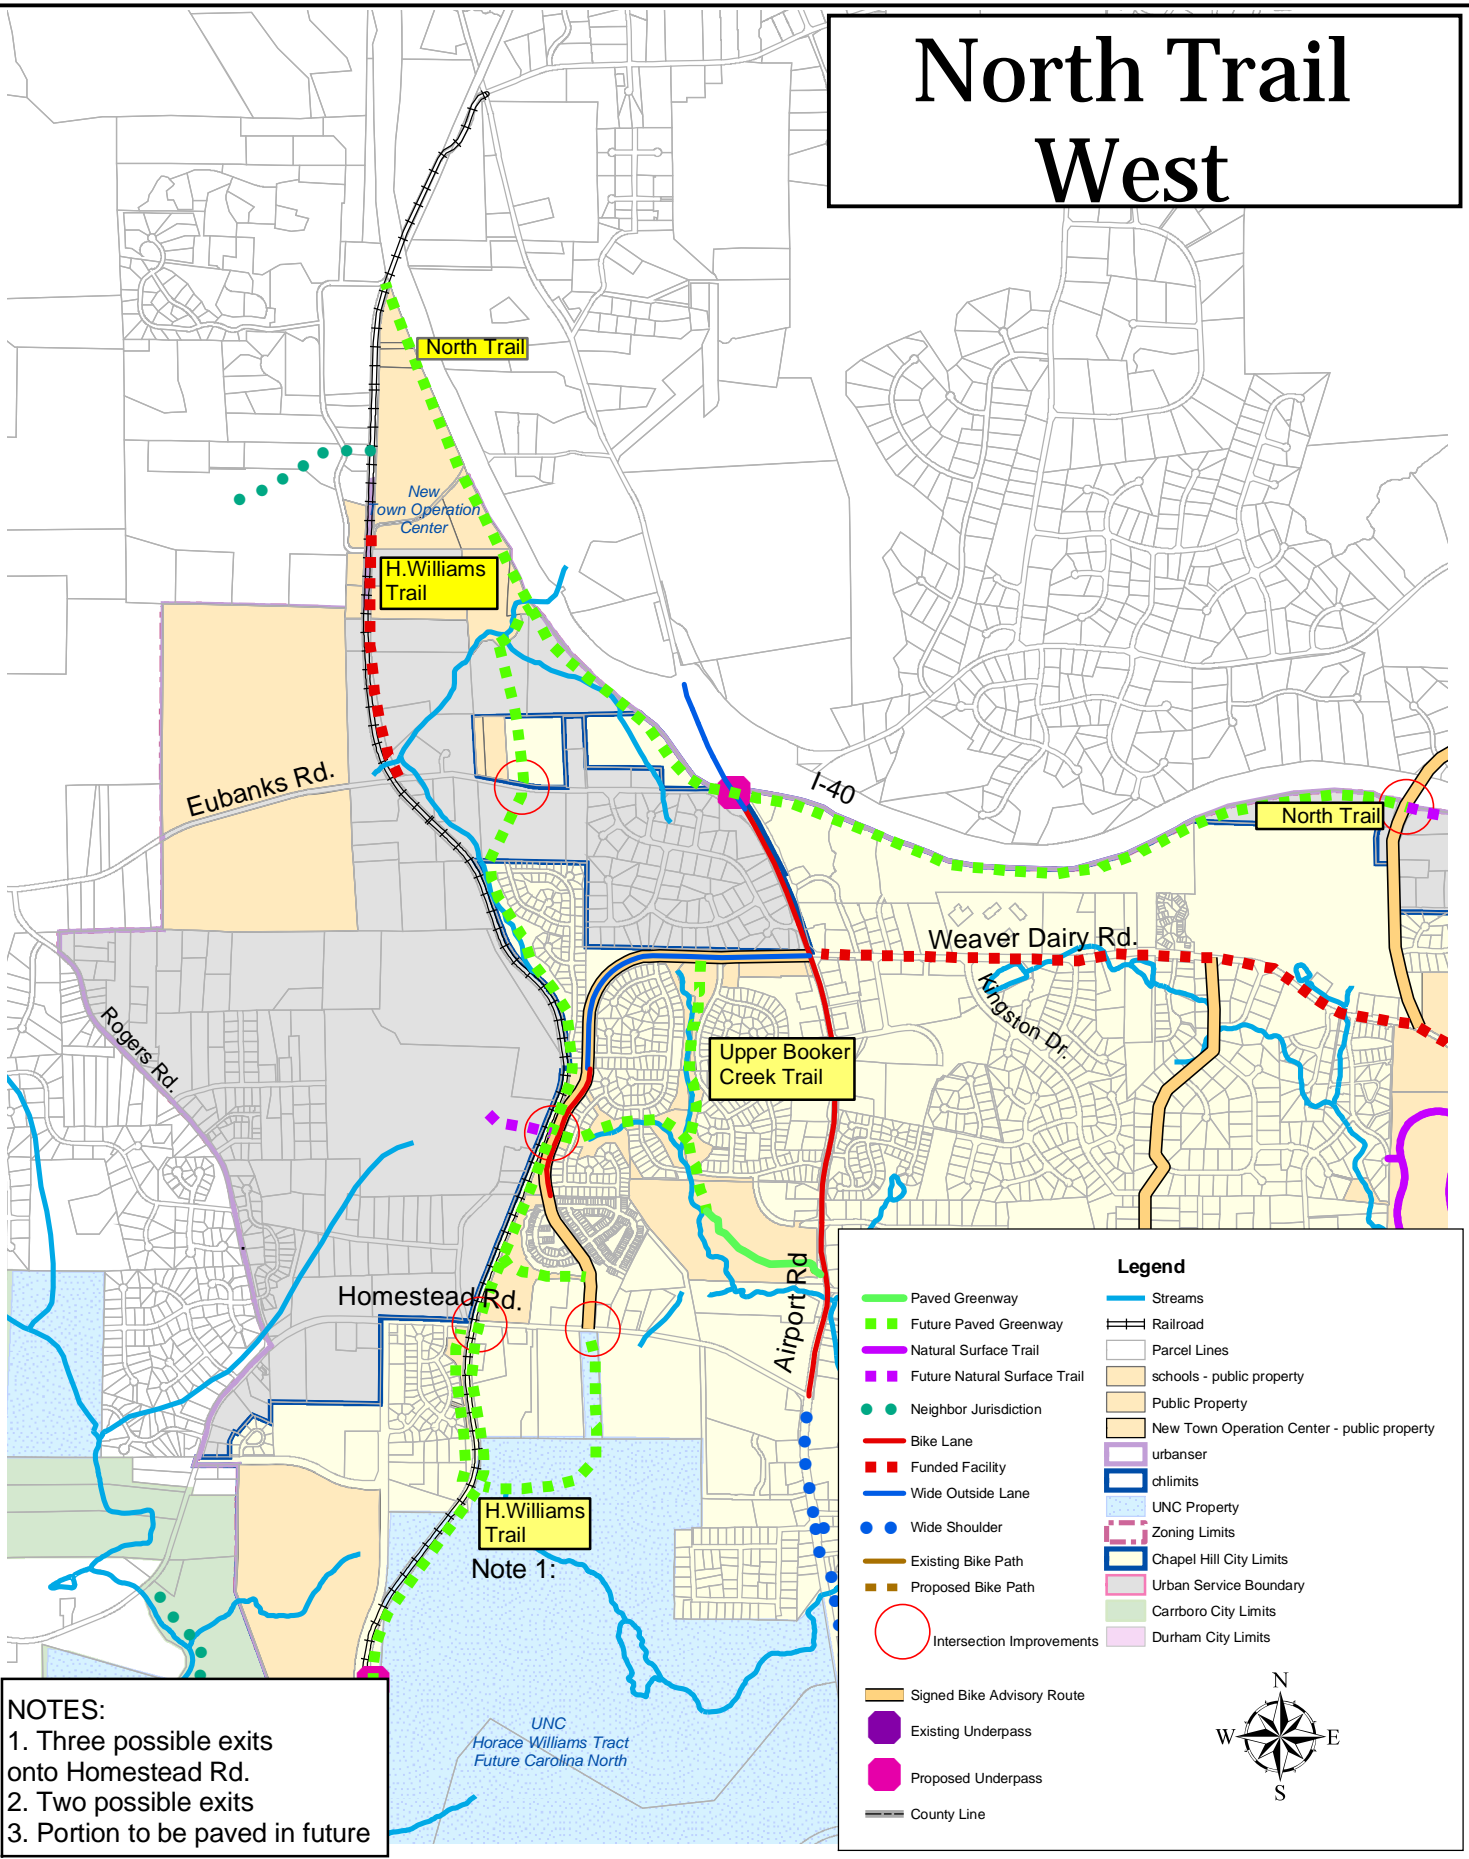 North Trail
West
North Trail
New
Town Operation
Center
H.Williams
Trail
Eubanks Rd.
I-40
North Trail
Weaver Dairy Rd.
Kingston Dr.
Rogers Rd.
Upper Booker
Creek Trail
Homestead Rd.
Airport Rd
H.Williams
Trail
Note 1:
UNC
Horace Williams Tract
Future Carolina North
NOTES:
1. Three possible exits
onto Homestead Rd.
2. Two possible exits
3. Portion to be paved in future
Legend
Paved Greenway
Future Paved Greenway
Natural Surface Trail
Future Natural Surface Trail
Neighbor Jurisdiction
Bike Lane
Funded Facility
Wide Outside Lane
Wide Shoulder
Existing Bike Path
Proposed Bike Path
Intersection Improvements
Signed Bike Advisory Route
Existing Underpass
Proposed Underpass
County Line
Streams
Railroad
Parcel Lines
schools - public property
Public Property
New Town Operation Center - public property
urbanser
chlimits
UNC Property
Zoning Limits
Chapel Hill City Limits
Urban Service Boundary
Carrboro City Limits
Durham City Limits
N
W E
S